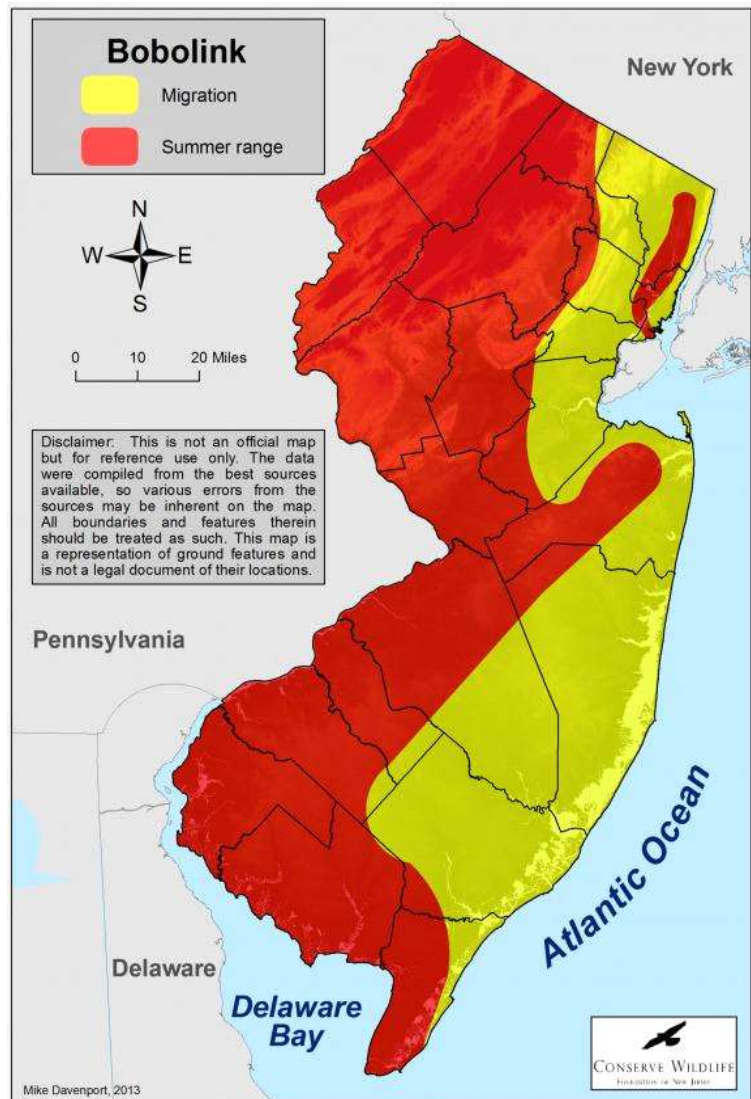 Bobolink
Migration
Summer range
New York
N
W E
S
0 10 20 Miles
Disclaimer: This is not an official map
but for reference use only. The data
were compiled from the best sources
available, so various errors from the
sources may be inherent on the map.
All boundaries and features therein
should be treated as such. This map is
a representation of ground features and
is not a legal document of their locations.
Pennsylvania
Atlantic Ocean
Delaware
Delaware
Bay
CONSERVE WILDLIFE
FOUNDATION OF NEW JERSEY
Mike Davenport, 2013